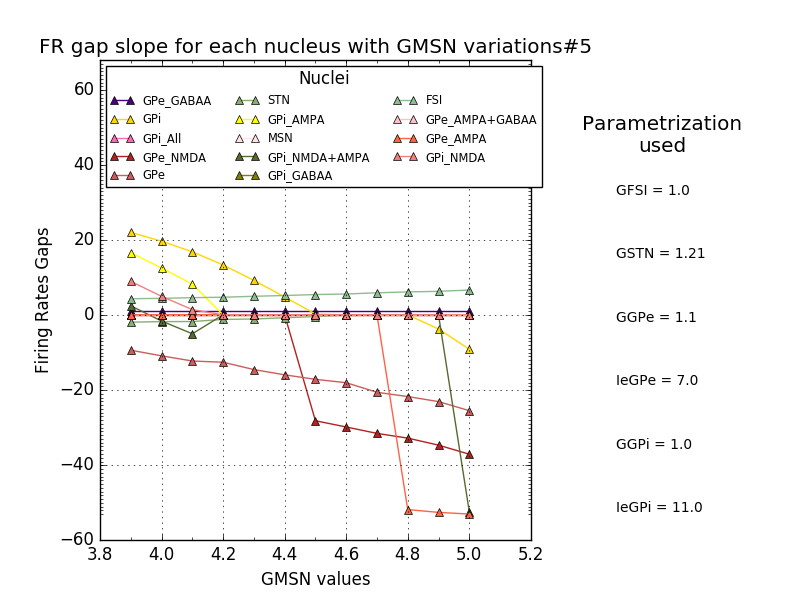 FR gap slope for each nucleus with GMSN variations#5
Nuclei
GPe_GABAA STN FSI
GPi GPi_AMPA GPe_AMPA+GABAA
GPi_All MSN GPe_AMPA
GPe_NMDA GPi_NMDA+AMPA GPi_NMDA
GPe GPi_GABAA
60
40
20
0
−20
−40
−60
Firing Rates Gaps
3.8 4.0 4.2 4.4 4.6 4.8 5.0 5.2
GMSN values
Parametrization
used
GFSI = 1.0
GSTN = 1.21
GGPe = 1.1
IeGPe = 7.0
GGPi = 1.0
IeGPi = 11.0